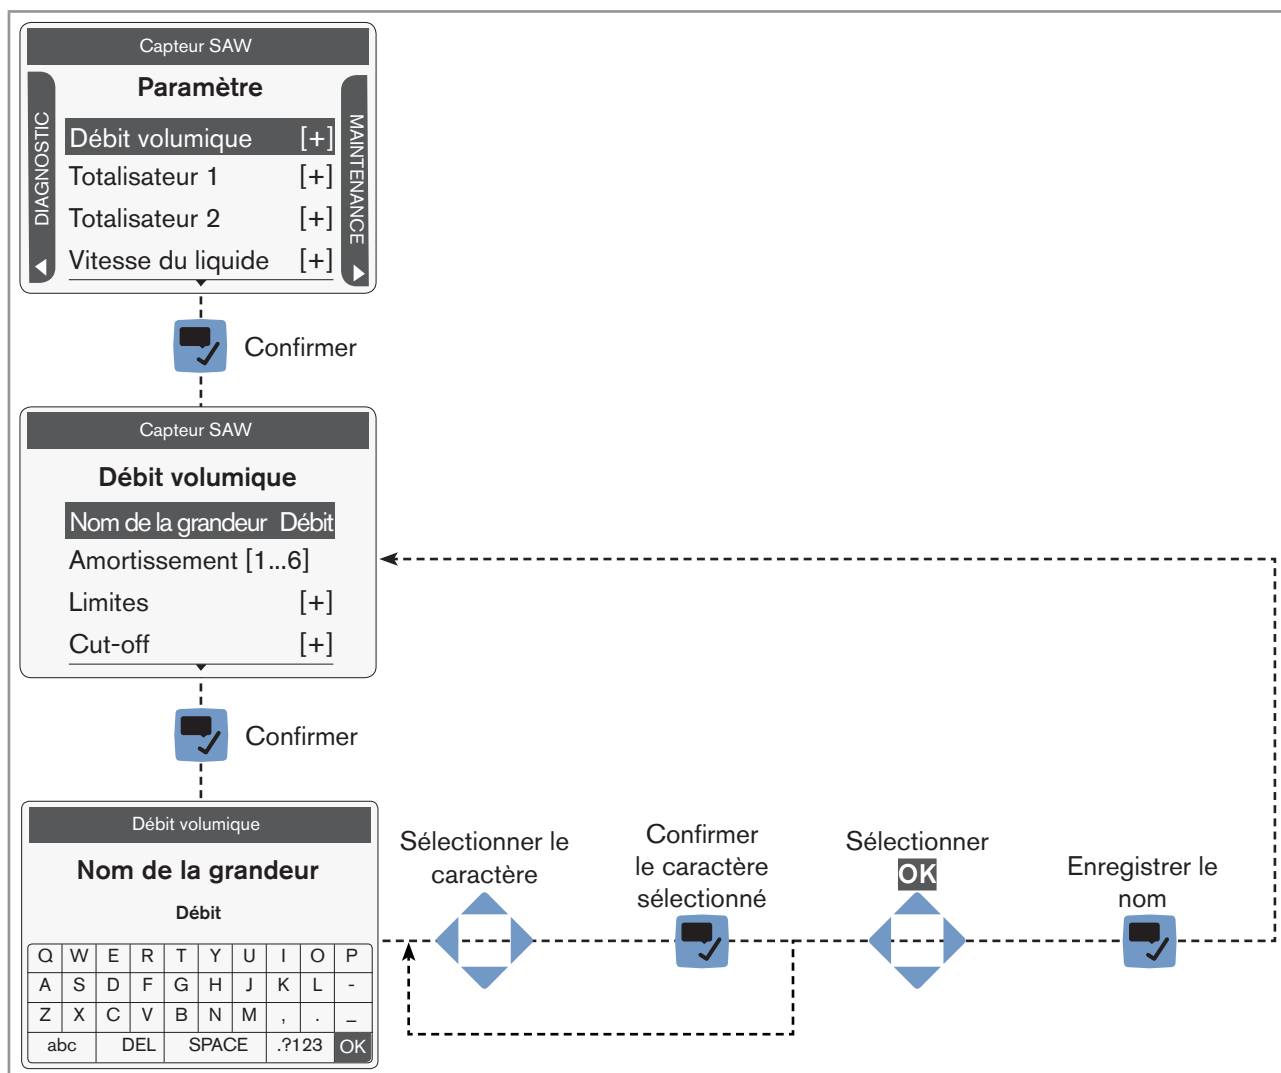 Capteur SAW
Paramètre
DIAGNOSTIC
MAINTENANCE
Débit volumique [+]
Totalisateur 1 [+]
Totalisateur 2 [+]
Vitesse du liquide [+]
Confirmer
Capteur SAW
Débit volumique
Nom de la grandeur Débit
Amortissement [1...6]
Limites [+]
Cut-off [+]
Confirmer
Débit volumique
Nom de la grandeur
Débit
Q W E R T Y U I O P
A S D F G H J K L -
Z X C V B N M , . _
abc DEL SPACE .?123 OK
Sélectionner le
caractère
Confirmer
le caractère
sélectionné
Sélectionner
OK
Enregistrer le
nom